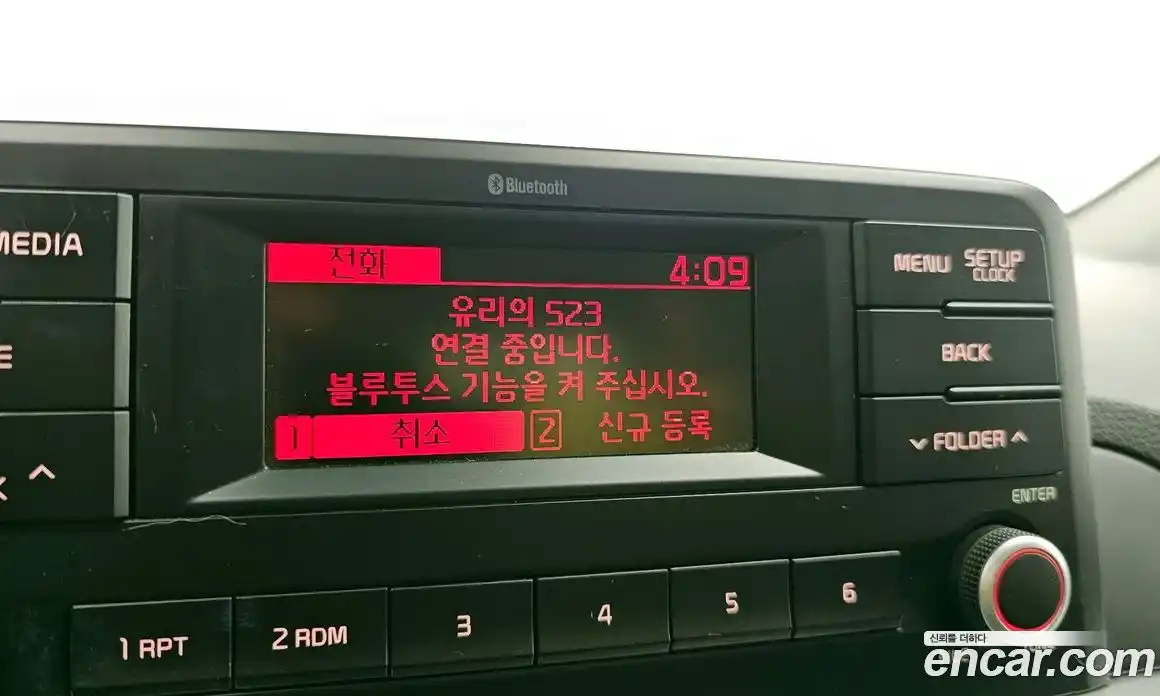 Bluetooth
MEDIA
전화
4:09
MENU
SETUP
CLOCK
유리의 S23
연결 중입니다.
블루투스 기능을 켜 주십시오.
1 취소
2 신규 등록
BACK
FOLDER
ENTER
1 RPT
2 RDM
3
4
5
6
신뢰를 더하다
encar.com